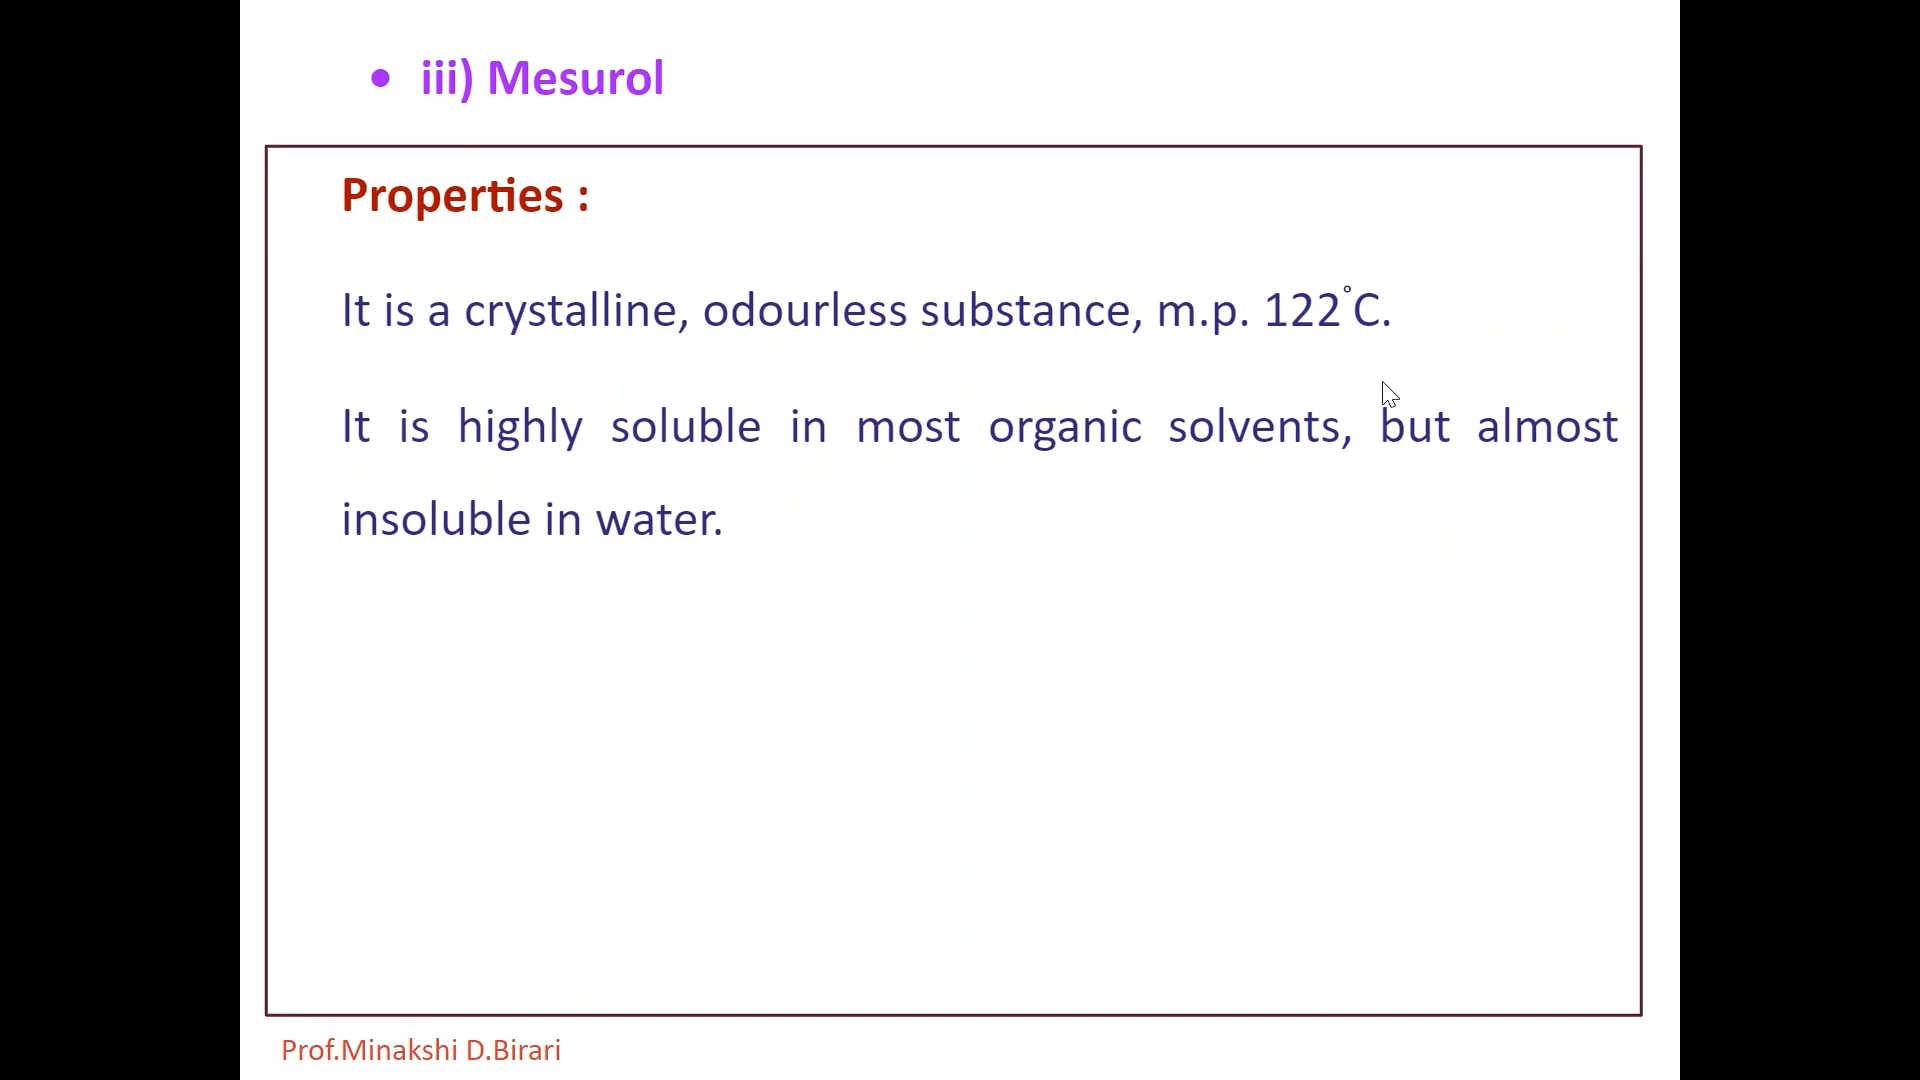 • iii) Mesurol
Properties :
It is a crystalline, odourless substance, m.p. 122°C.
It is highly soluble in most organic solvents, but almost
insoluble in water.
Prof.Minakshi D.Birari